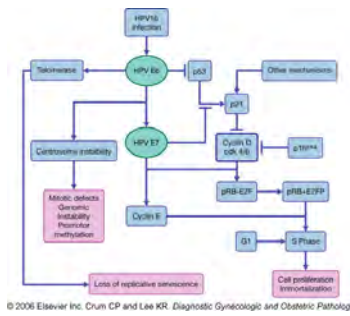 HPV16
infection
Telomerase
HPV E6
p53
Other mechanisms
p21
Centrosome instability
HPV E7
Cyclin D
cdk 4/6
p16INK4
Mitotic defects
Genomic
instability
Promotor
methylation
pRB-E2F
pRB+E2FP
Cyclin E
G1
S Phase
Loss of replicative senescence
Cell proliferation
Immortalization
© 2006 Elsevier Inc. Crum CP and Lee KR. Diagnostic Gynecologic and Obstetric Patholog